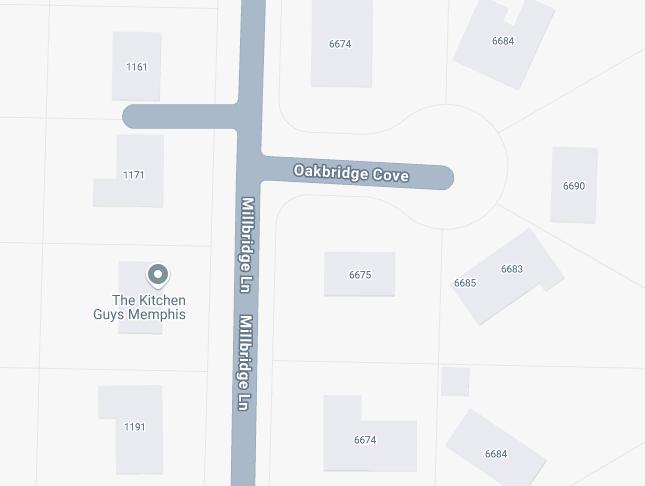 6674
6684
1161
Oakbridge Cove
1171
6690
Millbridge Ln
6675
6683
6685
The Kitchen
Guys Memphis
Millbridge Ln
1191
6674
6684